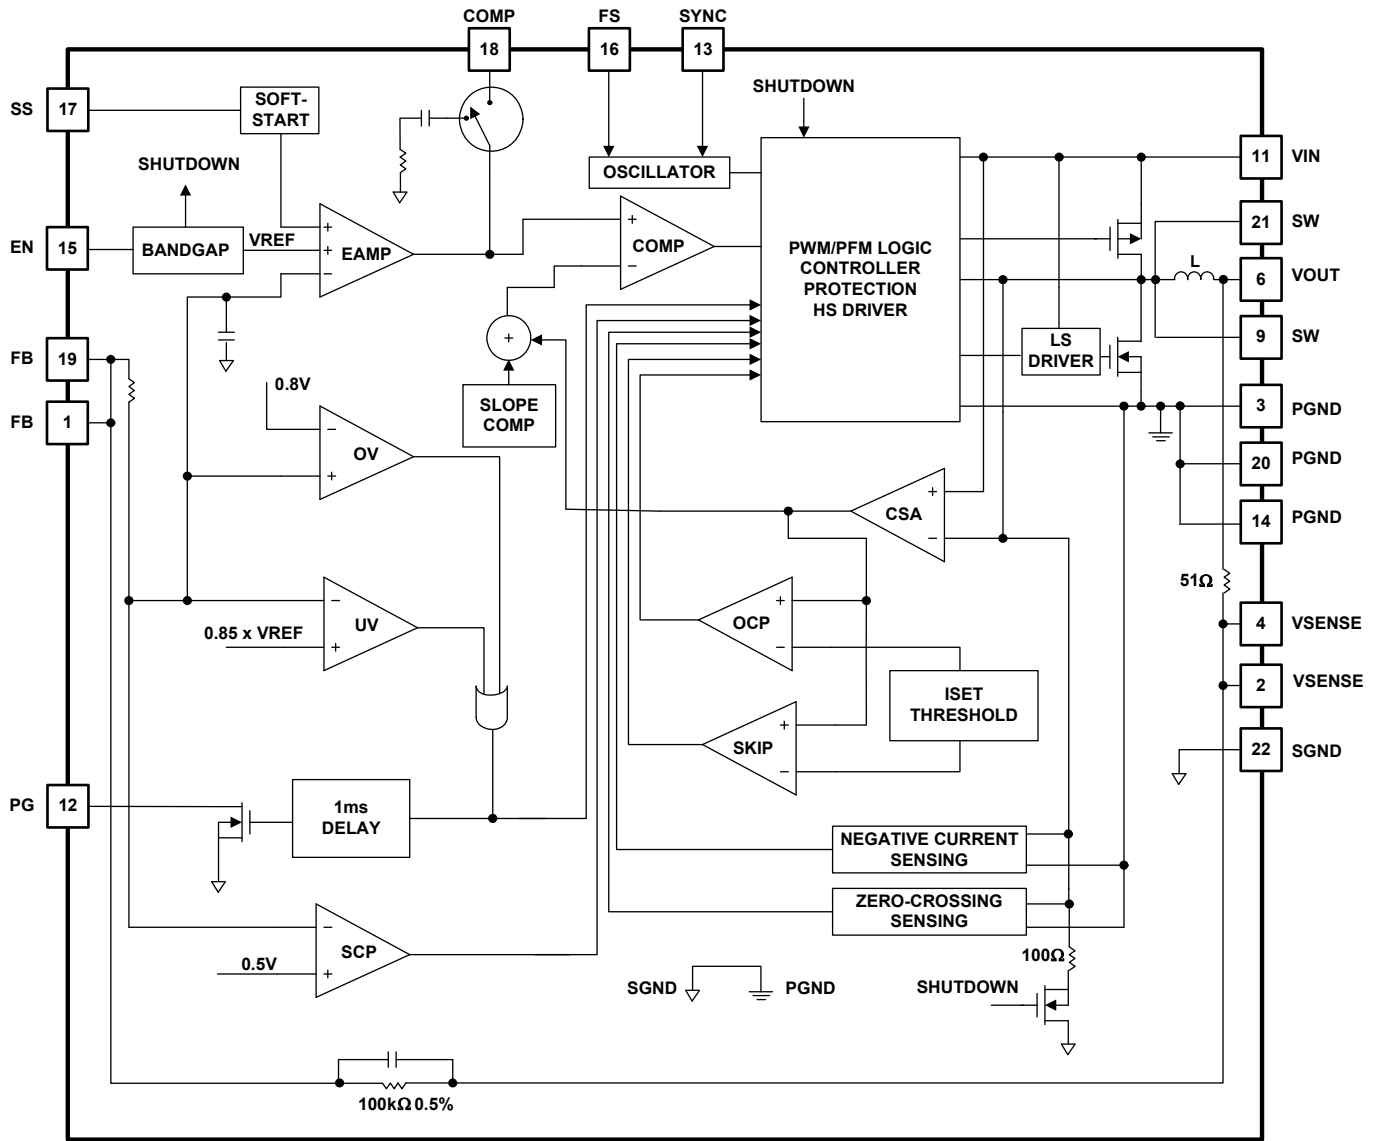 COMP
FS
SYNC
18
16
13
SS
17
SOFT-
START
SHUTDOWN
SHUTDOWN
OSCILLATOR
11
VIN
EN
15
BANDGAP
VREF
+
+
−
EAMP
+
−
COMP
PWM/PFM LOGIC
CONTROLLER
PROTECTION
HS DRIVER
21
SW
L
6
VOUT
+
LS
DRIVER
9
SW
FB
19
FB
1
0.8V
SLOPE
COMP
3
PGND
−
OV
+
20
PGND
+
CSA
−
14
PGND
51Ω
−
UV
+
0.85 x VREF
+
OCP
−
4
VSENSE
ISET
THRESHOLD
2
VSENSE
+
SKIP
−
22
SGND
PG
12
1ms
DELAY
NEGATIVE CURRENT
SENSING
ZERO-CROSSING
SENSING
−
SCP
+
0.5V
100Ω
SGND
PGND
SHUTDOWN
100kΩ 0.5%